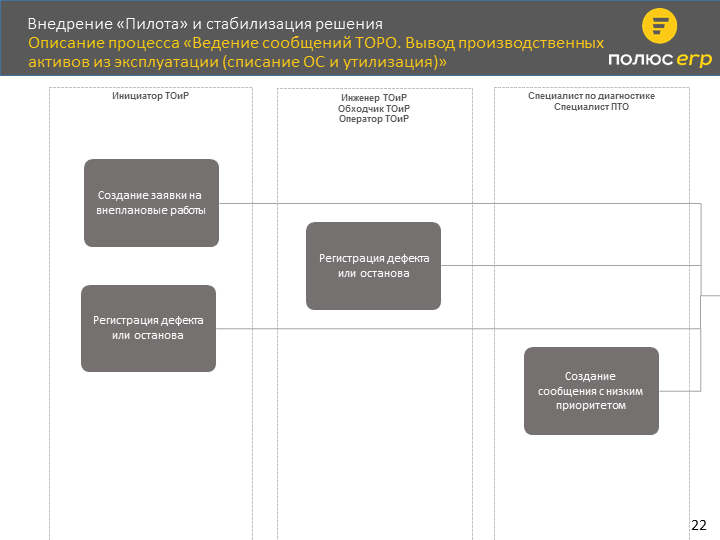 Внедрение «Пилота» и стабилизация решения
Описание процесса «Ведение сообщений ТОРО. Вывод производственных
активов из эксплуатации (списание ОС и утилизация)»
ПОЛЮС erp
Инициатор ТОиР
Инженер ТОиР
Обходчик ТОиР
Оператор ТОиР
Специалист по диагностике
Специалист ПТО
Создание заявки на
внеплановые работы
Регистрация дефекта
или останова
Регистрация дефекта
или останова
Создание
сообщения с низким
приоритетом
22